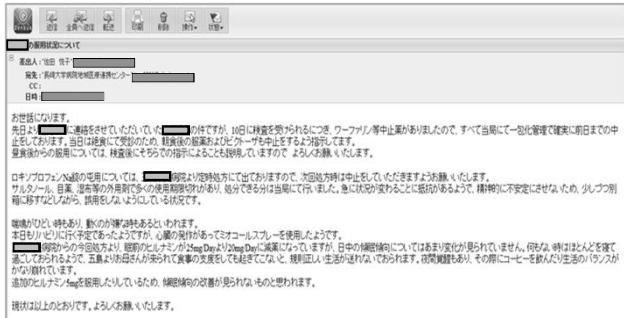 返信 全員へ返信 転送 印刷 削除 操作▾ 状態▾
の服用状況について
差出人: "佐田 悦子"
宛先: "長崎大学病院地域医療連携センター"
CC:
日時:
お世話になります。
先日より に連絡をさせていただいていた の件ですが、10日に検査を受けられるにつき、ワーファリン等中止薬がありましたので、すべて当局にて一包化管理で確実に前日までの中
止をしております。当日は絶食にて受診のため、朝食後の服薬およびビクトーザも中止をするよう指示してます。
昼食後からの服用については、検査後にそちらでの指示によることも説明していますので よろしくお願いいたします。
ロキソプロフェンNa錠の屯用については、 病院より定時処方にて出ておりますので、次回処方時は中止をしていただきますようお願いいたします。
サルタノール、目薬、湿布等の外用剤で多くの使用期限切れがあり、処分できる分は当局にて行いました。急に状況が変わることに抵抗があるようで、精神的に不安定にさせないため、少しづつ別
箱に移すなどしながら、誤用をしないようにしている状況です。
喘鳴がひどい時もあり、動くのが嫌な時もあるといわれます。
本日もリハビリに行く予定であったようですが、心臓の発作があってミオコールスプレーを使用したようです。
病院からの今回処方より、眠前のヒルナミンが25mg/Dayより20mg/Dayに減薬になっていますが、日中の傾眠傾向についてはあまり変化が見られていません。何もない時はほとんどを寝て
過ごしておられるようで、五島よりお母さんが来られて食事の支度をしても起きてこないと、規則正しい生活が送れないでおられます。夜間覚醒もあり、その際にコーヒーを飲んだり生活のバランスが
かなり崩れています。
追加のヒルナミン5mgを服用したりしているため、傾眠傾向の改善が見られないものと思われます。
現状は以上のとおりです。よろしくお願いいたします。